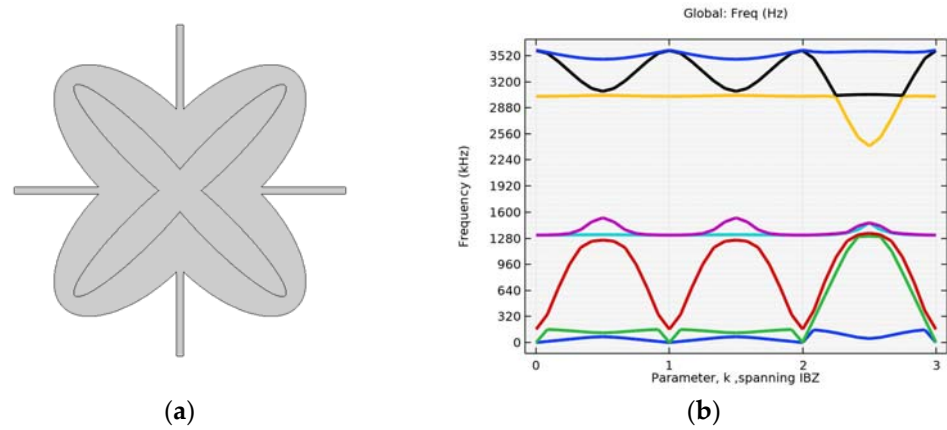 Global: Freq (Hz)
Frequency (kHz)
3520
3200
2880
2560
2240
1920
1600
1280
960
640
320
0
0 1 2 3
Parameter, k ,spanning IBZ
(a) (b)